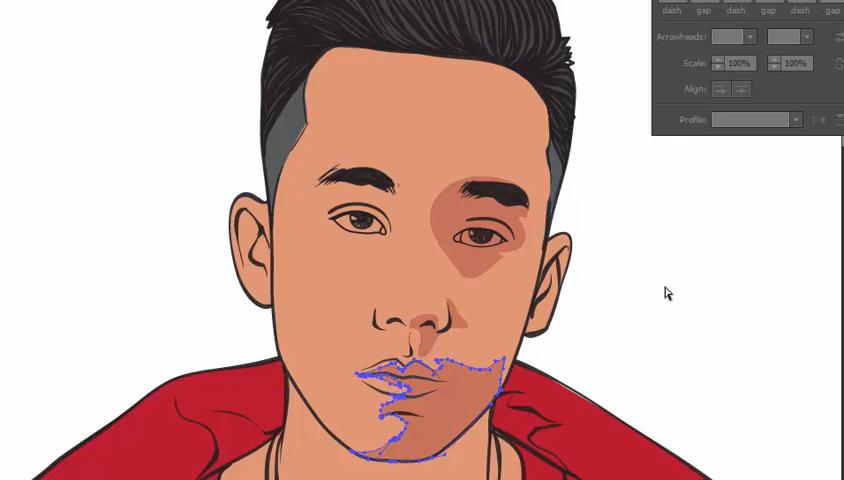 dash gap dash gap dash gap
Arrowheads:
Scale: 100% 100%
Align:
Profile: